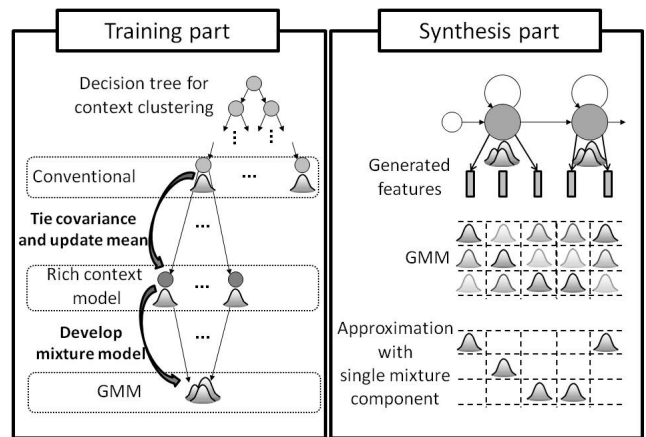 Training part
Decision tree for
context clustering
Conventional
Tie covariance
and update mean
Rich context
model
Develop
mixture model
GMM
Synthesis part
Generated
features
GMM
Approximation
with
single mixture
component